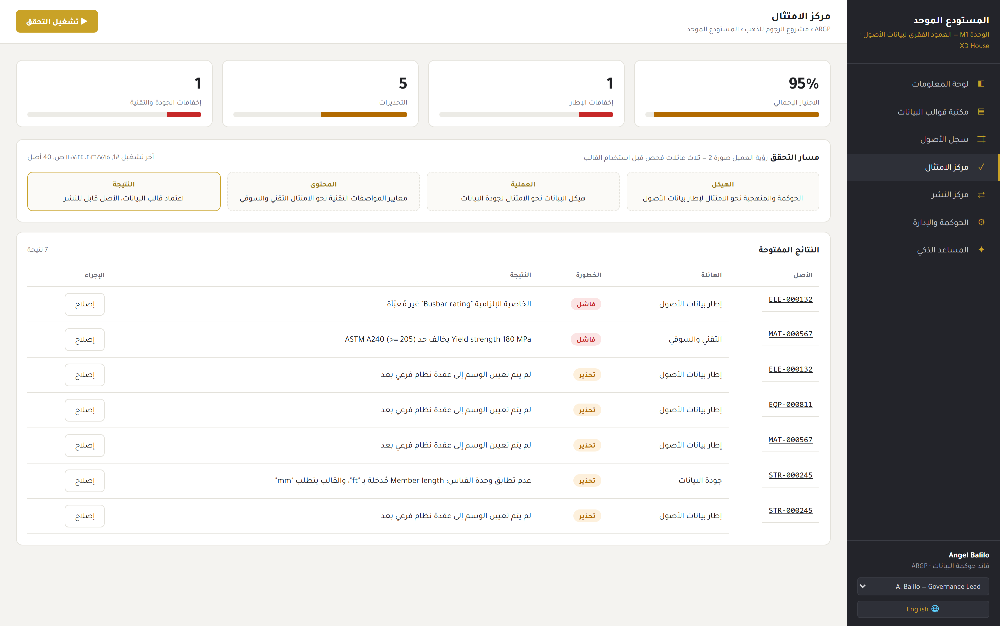 المستودع الموحد
الوحدة M1 – العمود الفقري لبيانات الأصول ·
XD House
لوحة المعلومات
مكتبة قوالب البيانات
سجل الأصول
مركز الامتثال
مركز النشر
الحوكمة والإدارة
المساعد الذكي
Angel Balilo
قائد حوكمة البيانات · ARGP
A. Balilo – Governance Lead
English
مركز الامتثال
ARGP › مشروع الرجوم للذهب › المستودع الموحد
▶ تشغيل التحقق
95%
الاجتياز الإجمالي
1
إخفاقات الإطار
5
التحذيرات
1
إخفاقات الجودة والتقنية
مسار التحقق رؤية العميل صورة 2 – ثلاث عائلات فحص قبل استخدام القالب
آخر تشغيل #1, ٢٠٢٦/٧/١٥، ١١:٠٧:٢٤ ص, 40 أصل
الهيكل
الحوكمة والمنهجية نحو الامتثال لإطار بيانات الأصول
العملية
هيكل البيانات نحو الامتثال لجودة البيانات
المحتوى
معايير المواصفات التقنية نحو الامتثال التقني والسوقي
النتيجة
اعتماد قالب البيانات، الأصل قابل للنشر
النتائج المفتوحة
7 نتيجة
الأصل العائلة الخطورة النتيجة الإجراء
ELE-000132 إطار بيانات الأصول فاشل الخاصية الإلزامية "Busbar rating" غير مُعبّأة إصلاح
MAT-000567 التقني والسوقي فاشل Yield strength 180 MPa يخالف حد ASTM A240 (>= 205) إصلاح
ELE-000132 إطار بيانات الأصول تحذير لم يتم تعيين الوسم إلى عقدة نظام فرعي بعد إصلاح
EQP-000811 إطار بيانات الأصول تحذير لم يتم تعيين الوسم إلى عقدة نظام فرعي بعد إصلاح
MAT-000567 إطار بيانات الأصول تحذير لم يتم تعيين الوسم إلى عقدة نظام فرعي بعد إصلاح
STR-000245 جودة البيانات تحذير عدم تطابق وحدة القياس: Member length مُدخلة بـ "ft"، والقالب يتطلب "mm" إصلاح
STR-000245 إطار بيانات الأصول تحذير لم يتم تعيين الوسم إلى عقدة نظام فرعي بعد إصلاح